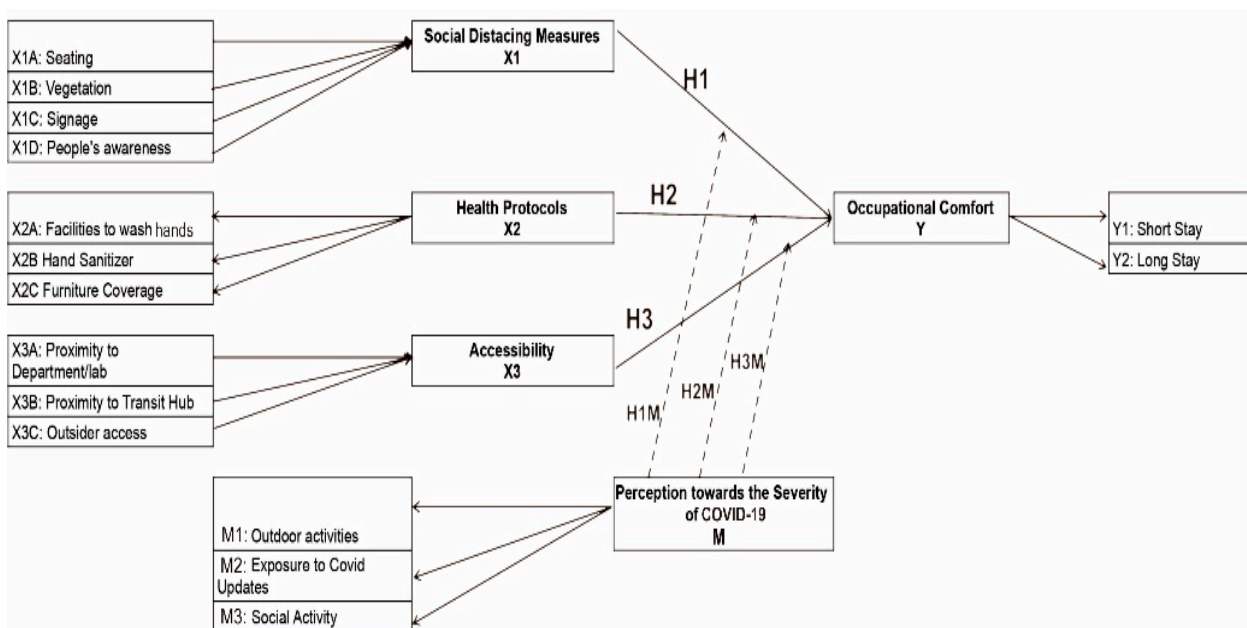 Social Distacing Measures
X1
X1A: Seating
X1B: Vegetation
X1C: Signage
X1D: People's awareness
H1
Health Protocols
X2
X2A: Facilities to wash hands
X2B Hand Sanitizer
X2C Furniture Coverage
H2
Occupational Comfort
Y
Y1: Short Stay
Y2: Long Stay
H3
X3A: Proximity to
Department/lab
X3B: Proximity to Transit Hub
X3C: Outsider access
Accessibility
X3
H1M
H2M
H3M
Perception towards the Severity
of COVID-19
M
M1: Outdoor activities
M2: Exposure to Covid
Updates
M3: Social Activity